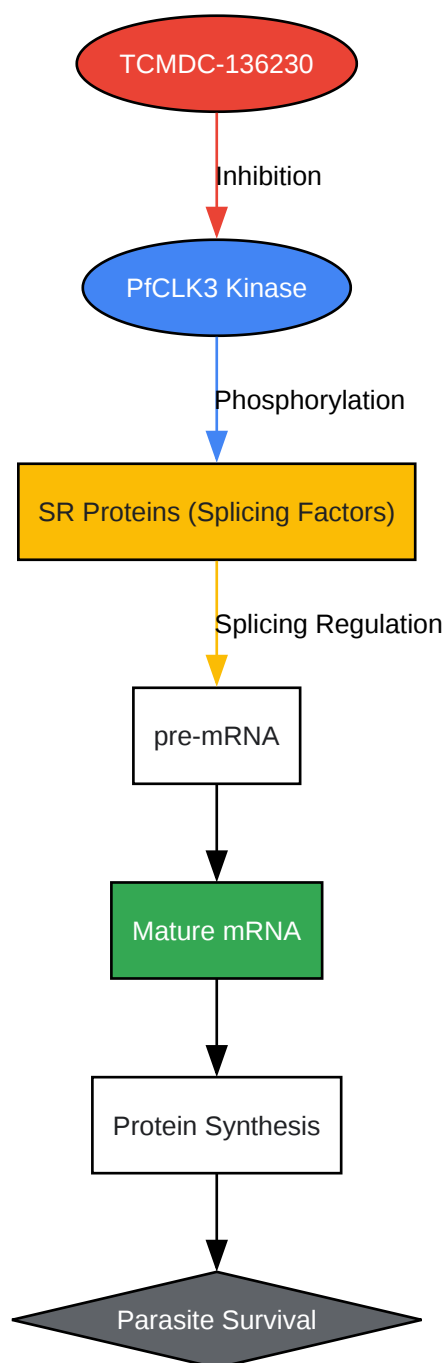 TCMDC-136230
Inhibition
PfCLK3 Kinase
Phosphorylation
SR Proteins (Splicing Factors)
Splicing Regulation
pre-mRNA
Mature mRNA
Protein Synthesis
Parasite Survival